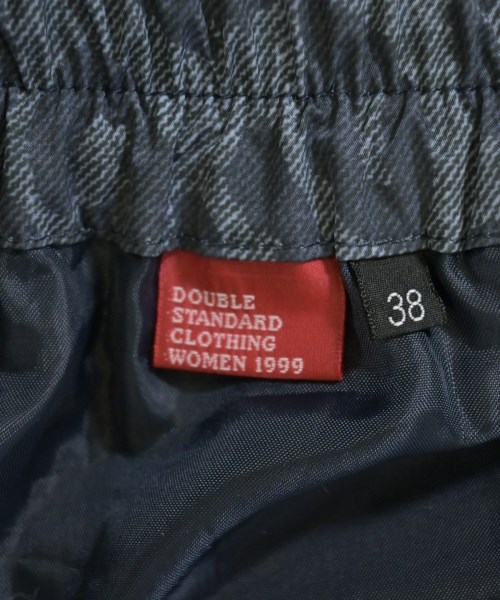 DOUBLE
STANDARD
CLOTHING
WOMEN 1999
38